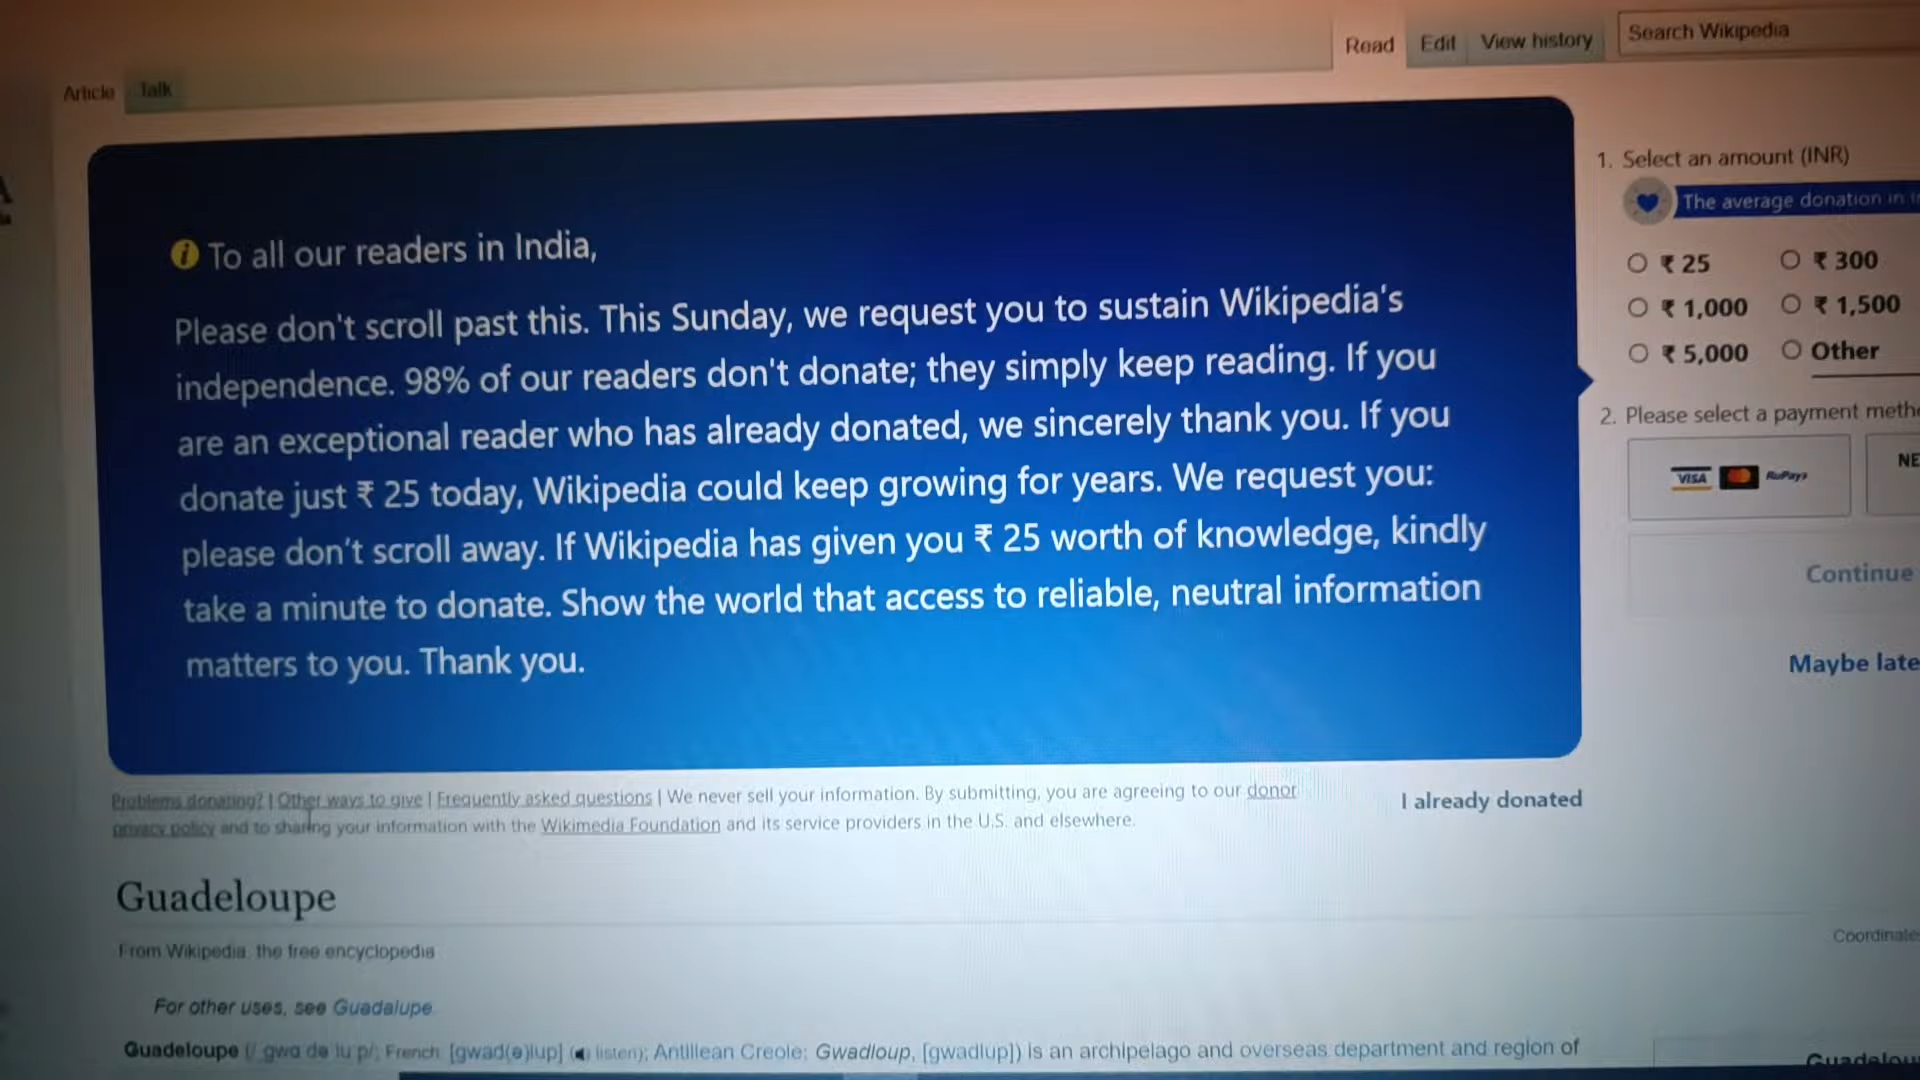 Article Talk
Read Edit View history
Search Wikipedia
To all our readers in India,
Please don't scroll past this. This Sunday, we request you to sustain Wikipedia's
independence. 98% of our readers don't donate; they simply keep reading. If you
are an exceptional reader who has already donated, we sincerely thank you. If you
donate just ₹ 25 today, Wikipedia could keep growing for years. We request you:
please don't scroll away. If Wikipedia has given you ₹ 25 worth of knowledge, kindly
take a minute to donate. Show the world that access to reliable, neutral information
matters to you. Thank you.
1. Select an amount (INR)
The average donation in
₹ 25 ₹ 300
₹ 1,000 ₹ 1,500
₹ 5,000 Other
2. Please select a payment
VISA RuPay
Continue
Maybe
Problems donating? | Other ways to give | Frequently asked questions | We never sell your information. By submitting, you are agreeing to our donor
privacy policy and to sharing your information with the Wikimedia Foundation and its service providers in the U.S. and elsewhere.
I already donated
Guadeloupe
From Wikipedia, the free encyclopedia
For other uses, see Guadalupe.
Guadeloupe French: [gwad(ə)lup] (listen); Antillean Creole: Gwadloup, [gwadlup]) is an archipelago and overseas department and region of